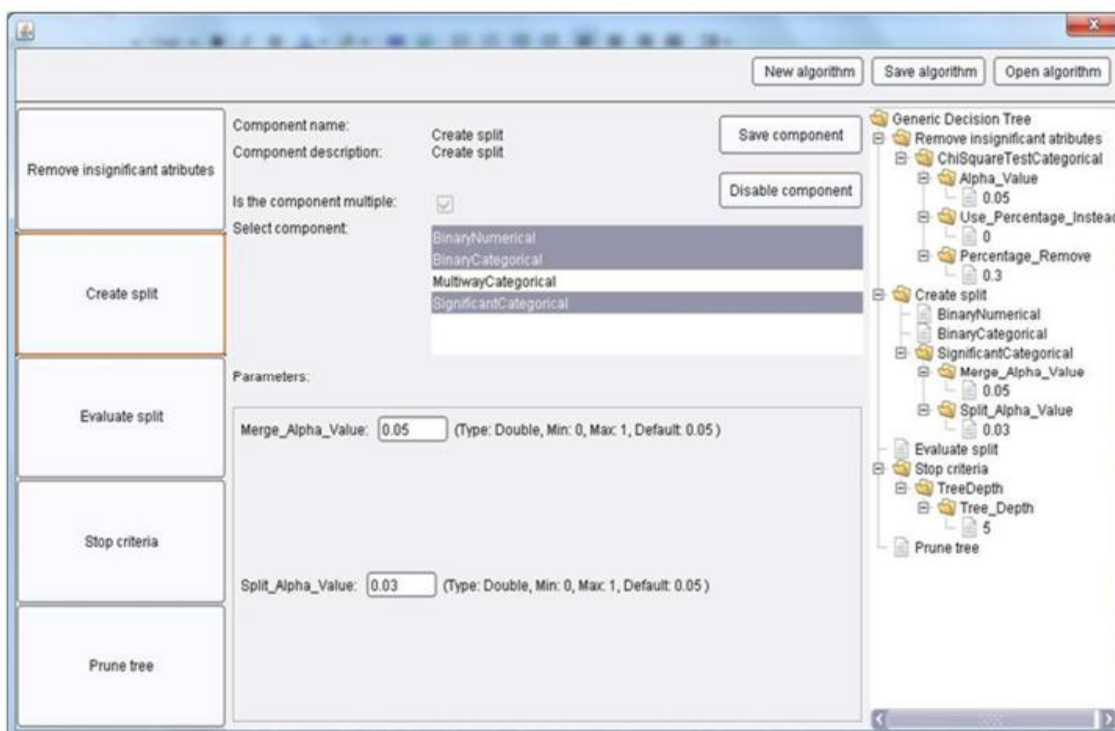 New algorithm Save algorithm Open algorithm
Remove insignificant atributes
Create split
Evaluate split
Stop criteria
Prune tree
Component name: Create split
Component description: Create split
Is the component multiple:
Select component:
BinaryNumerical
BinaryCategorical
MultiwayCategorical
SignificantCategorical
Save component
Disable component
Parameters:
Merge_Alpha_Value: 0.05 (Type: Double, Min: 0, Max: 1, Default: 0.05 )
Split_Alpha_Value: 0.03 (Type: Double, Min: 0, Max: 1, Default: 0.05 )
Generic Decision Tree
Remove insignificant atributes
ChiSquareTestCategorical
Alpha_Value
0.05
Use_Percentage_Instead
0
Percentage_Remove
0.3
Create split
BinaryNumerical
BinaryCategorical
SignificantCategorical
Merge_Alpha_Value
0.05
Split_Alpha_Value
0.03
Evaluate split
Stop criteria
TreeDepth
Tree_Depth
5
Prune tree